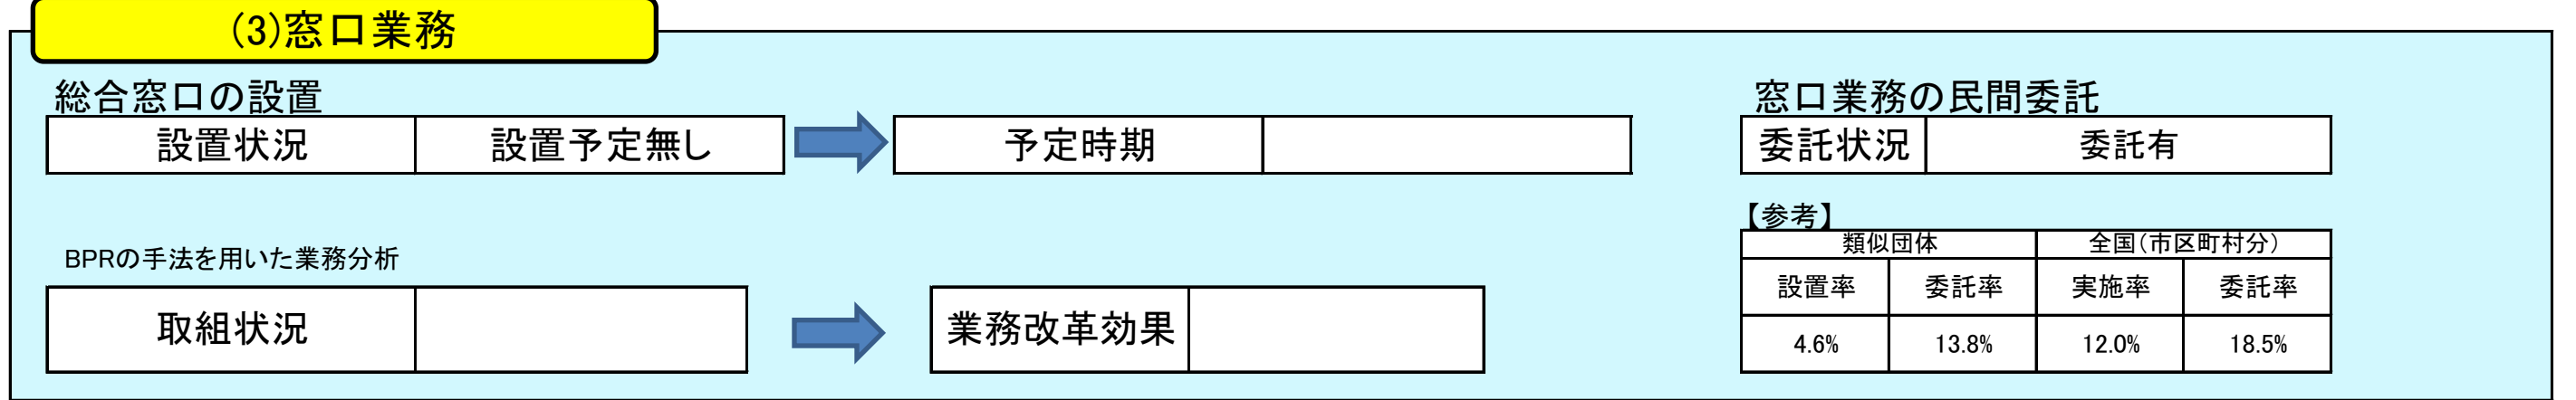 (3)窓口業務
総合窓口の設置
設置状況 設置予定無し 予定時期
窓口業務の民間委託
委託状況 委託有
BPRの手法を用いた業務分析
取組状況 業務改革効果
【参考】
類似団体 全国(市区町村分)
設置率 委託率 実施率 委託率
4.6% 13.8% 12.0% 18.5%